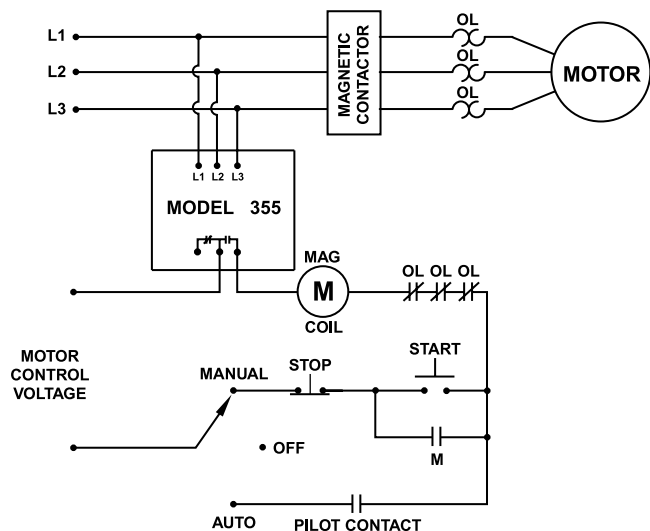 L1
L2
L3
MAGNETIC
CONTACTOR
OL
OL
OL
MOTOR
L1 L2 L3
MODEL 355
MAG
M
COIL
OL OL OL
MOTOR
CONTROL
VOLTAGE
MANUAL
STOP
START
M
OFF
AUTO
PILOT CONTACT